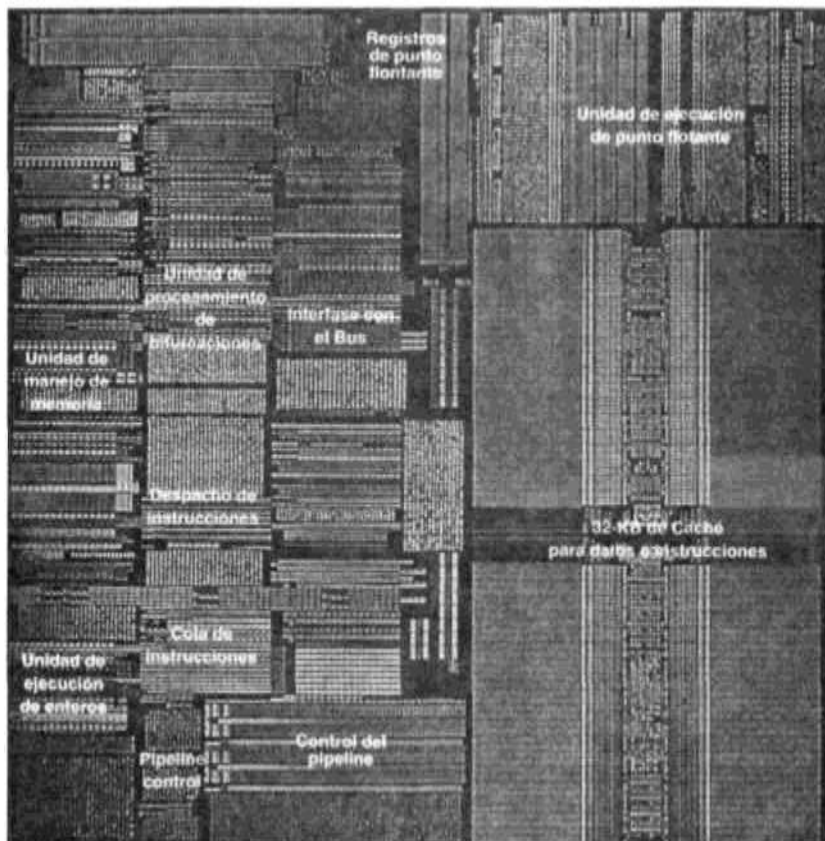 Registros
de punto
flontante
Unidad de ejecución
de punto flotante
Unidad de
procesamiento
de
bifurcaciones
Interfase con
el Bus
Unidad de
manejo de
memoria
Despacho de
instrucciones
32-KB de Caché
para datos e instrucciones
Cola de
instrucciones
Unidad de
ejecución
de enteros
Pipeline
control
Control del
pipeline